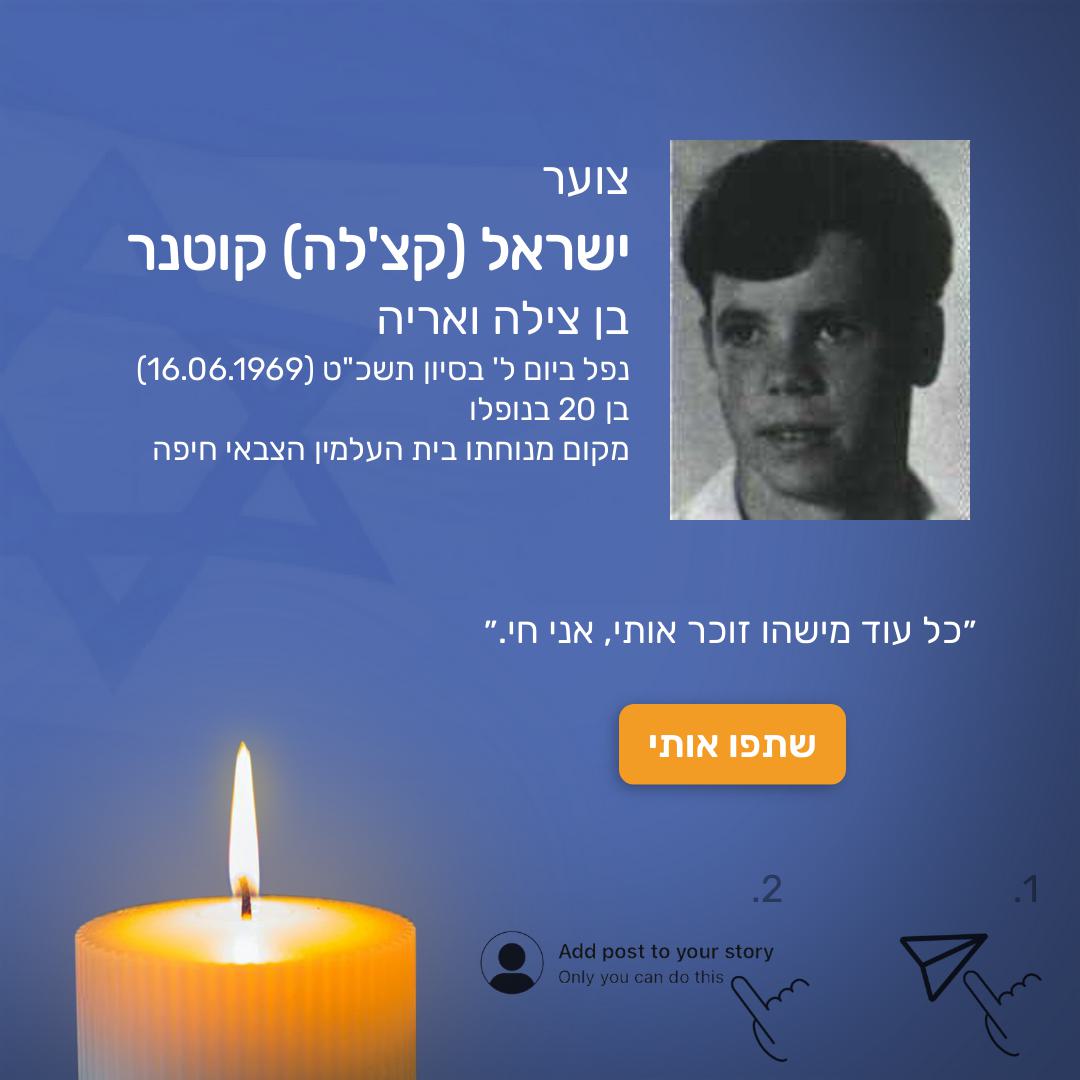 צוער
ישראל (קצ'לה) קוטנר
בן צילה ואריה
נפל ביום ל' בסיון תשכ"ט (16.06.1969)
בן 20 בנופלו
מקום מנוחתו בית העלמין הצבאי חיפה
״כל עוד מישהו זוכר אותי, אני חי.״
שתפו אותי
1.
2.
Add post to your story
Only you can do this